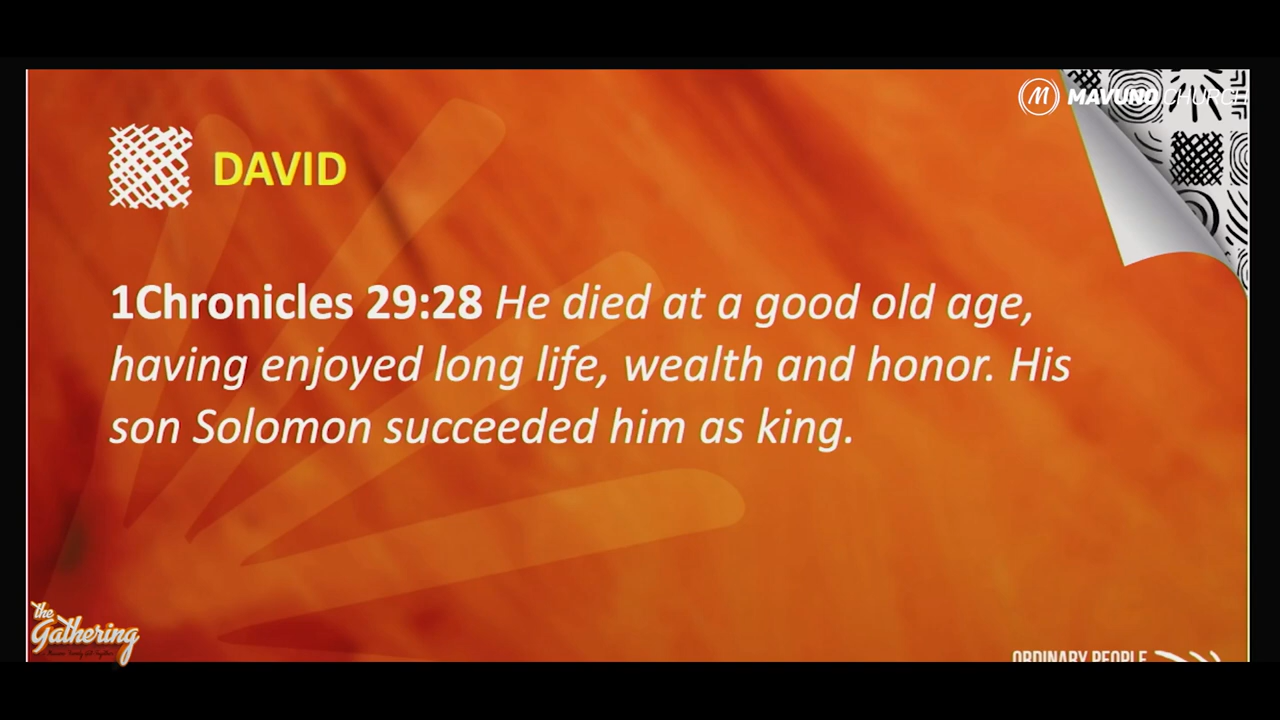 MAVUNO CHURCH
DAVID
1Chronicles 29:28 He died at a good old age,
having enjoyed long life, wealth and honor. His
son Solomon succeeded him as king.
the
Gathering
ORDINARY PEOPLE